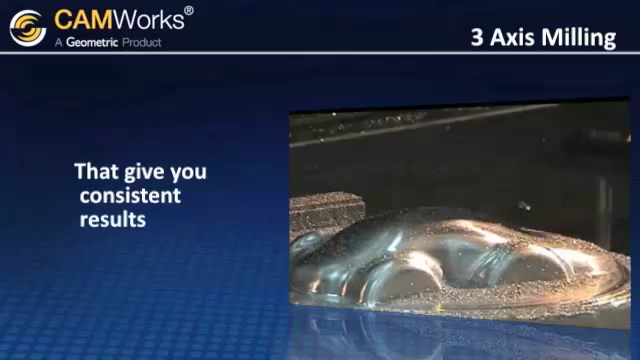 CAMWorks®
A Geometric Product
3 Axis Milling
That give you
consistent
results